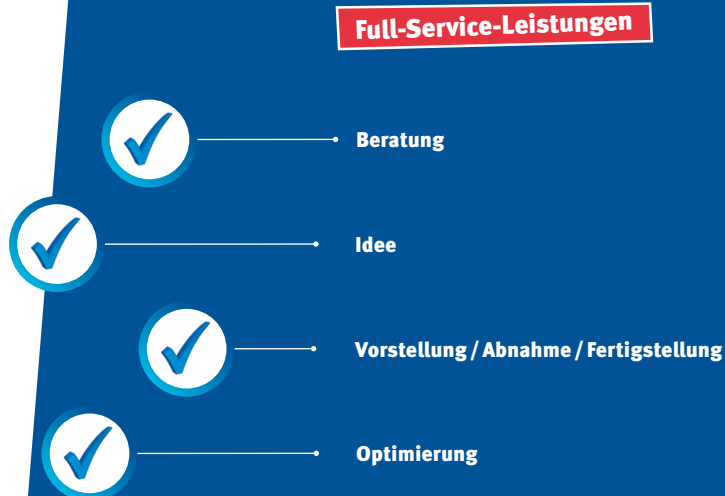 Full-Service-Leistungen
Beratung
Idee
Vorstellung / Abnahme / Fertigstellung
Optimierung